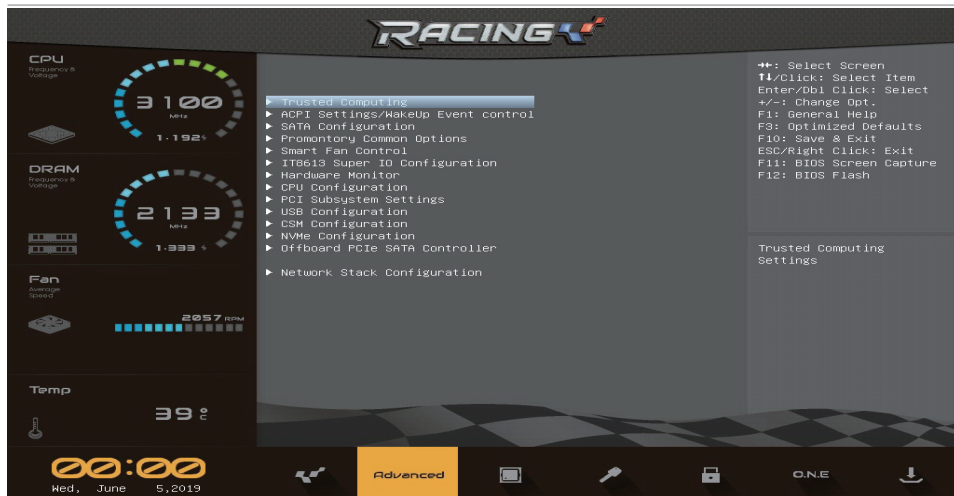 RACING
CPU
Frequency &
Voltage
3100
MHz
1.192
DRAM
Frequency &
Voltage
2133
MHz
1.333
Fan
Average
Speed
2057 RPM
Temp
39 °C
00:00
Wed, June 5,2019
▶ Trusted Computing
▶ ACPI Settings/WakeUp Event control
▶ SATA Configuration
▶ Promontory Common Options
▶ Smart Fan Control
▶ IT8613 Super IO Configuration
▶ Hardware Monitor
▶ CPU Configuration
▶ PCI Subsystem Settings
▶ USB Configuration
▶ CSM Configuration
▶ NVMe Configuration
▶ Offboard PCIe SATA Controller
▶ Network Stack Configuration
→←: Select Screen
↑↓/Click: Select Item
Enter/Dbl Click: Select
+/-: Change Opt.
F1: General Help
F3: Optimized Defaults
F10: Save & Exit
ESC/Right Click: Exit
F11: BIOS Screen Capture
F12: BIOS Flash
Trusted Computing
Settings
Advanced
O.N.E